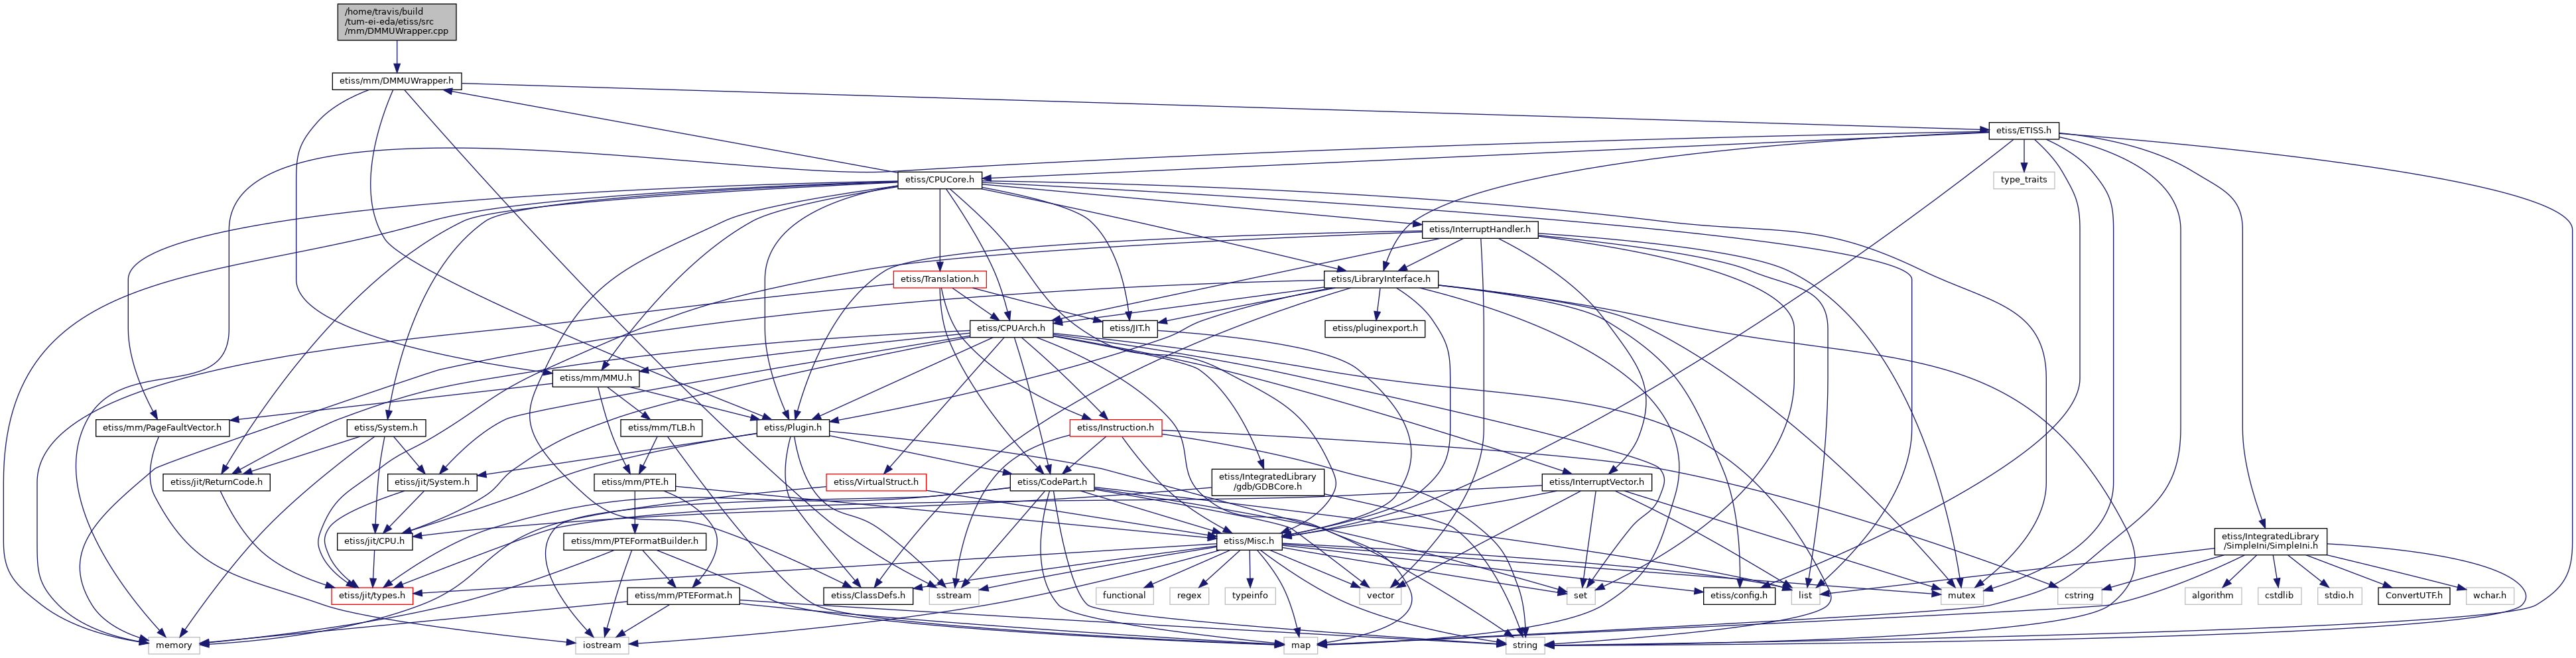 /home/travis/build
/tum-ei-eda/etiss/src
/mm/DMMUWrapper.cpp
etiss/mm/DMMUWrapper.h
etiss/ETISS.h
etiss/CPUCore.h
type_traits
etiss/InterruptHandler.h
etiss/Translation.h
etiss/LibraryInterface.h
etiss/CPUArch.h
etiss/JIT.h
etiss/pluginexport.h
etiss/mm/MMU.h
etiss/mm/PageFaultVector.h
etiss/System.h
etiss/mm/TLB.h
etiss/Plugin.h
etiss/Instruction.h
etiss/jit/ReturnCode.h
etiss/jit/System.h
etiss/mm/PTE.h
etiss/VirtualStruct.h
etiss/CodePart.h
etiss/IntegratedLibrary
/gdb/GDBCore.h
etiss/InterruptVector.h
etiss/jit/CPU.h
etiss/mm/PTEFormatBuilder.h
etiss/Misc.h
etiss/IntegratedLibrary
/SimpleIni/SimpleIni.h
etiss/jit/types.h
etiss/mm/PTEFormat.h
etiss/ClassDefs.h
sstream
functional
regex
typeinfo
vector
set
etiss/config.h
list
mutex
cstring
algorithm
cstdlib
stdio.h
ConvertUTF.h
wchar.h
memory
iostream
map
string